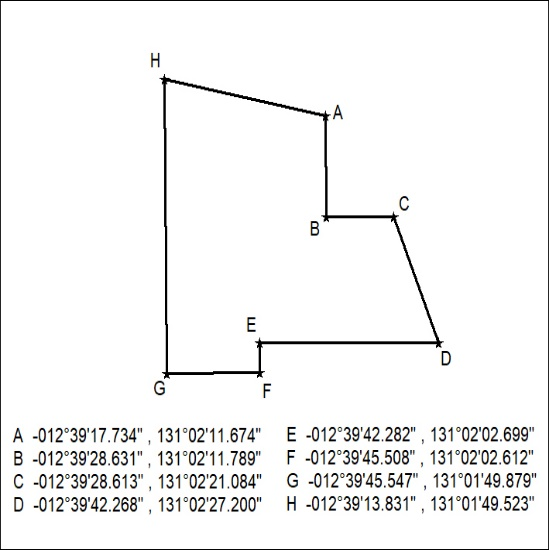 H
A
C
B
E
D
G
F
A -012°39'17.734" , 131°02'11.674"
B -012°39'28.631" , 131°02'11.789"
C -012°39'28.613" , 131°02'21.084"
D -012°39'42.268" , 131°02'27.200"
E -012°39'42.282" , 131°02'02.699"
F -012°39'45.508" , 131°02'02.612"
G -012°39'45.547" , 131°01'49.879"
H -012°39'13.831" , 131°01'49.523"